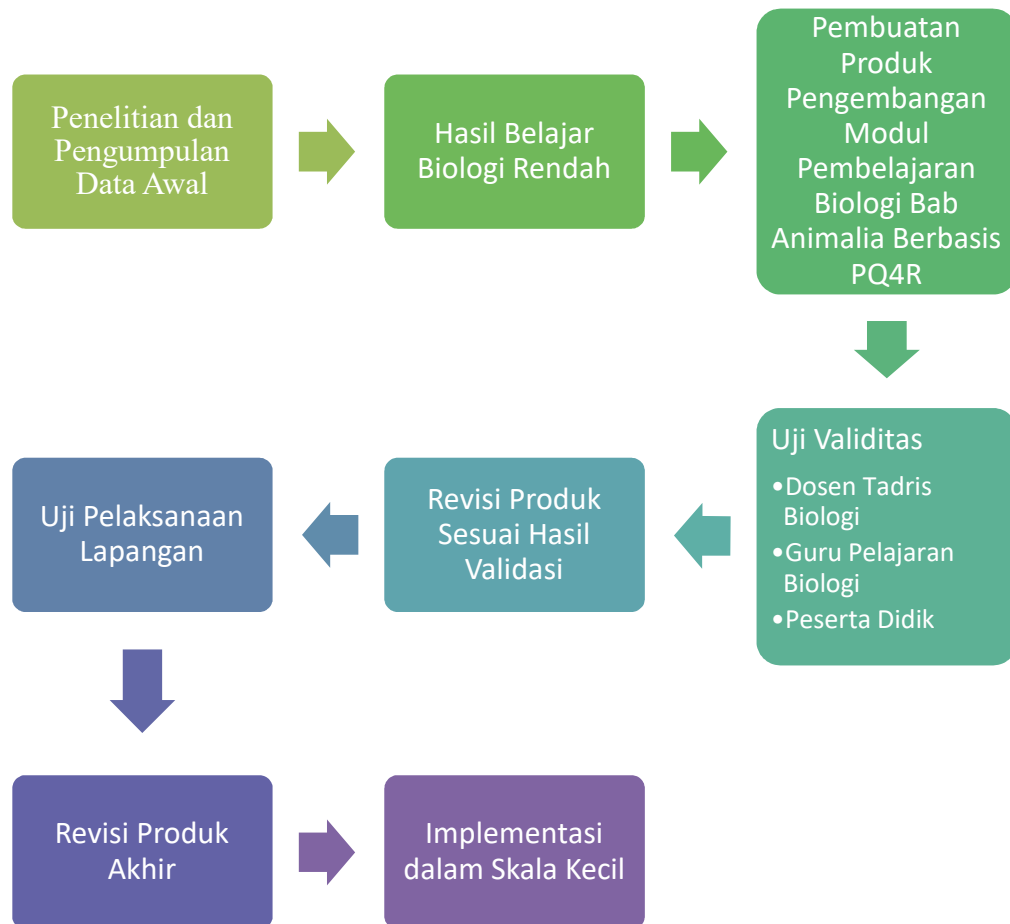 Penelitian dan
Pengumpulan
Data Awal
Hasil Belajar
Biologi Rendah
Pembuatan
Produk
Pengembangan
Modul
Pembelajaran
Biologi Bab
Animalia Berbasis
PQ4R
Uji Validitas
•Dosen Tadris
Biologi
•Guru Pelajaran
Biologi
•Peserta Didik
Revisi Produk
Sesuai Hasil
Validasi
Uji Pelaksanaan
Lapangan
Revisi Produk
Akhir
Implementasi
dalam Skala Kecil